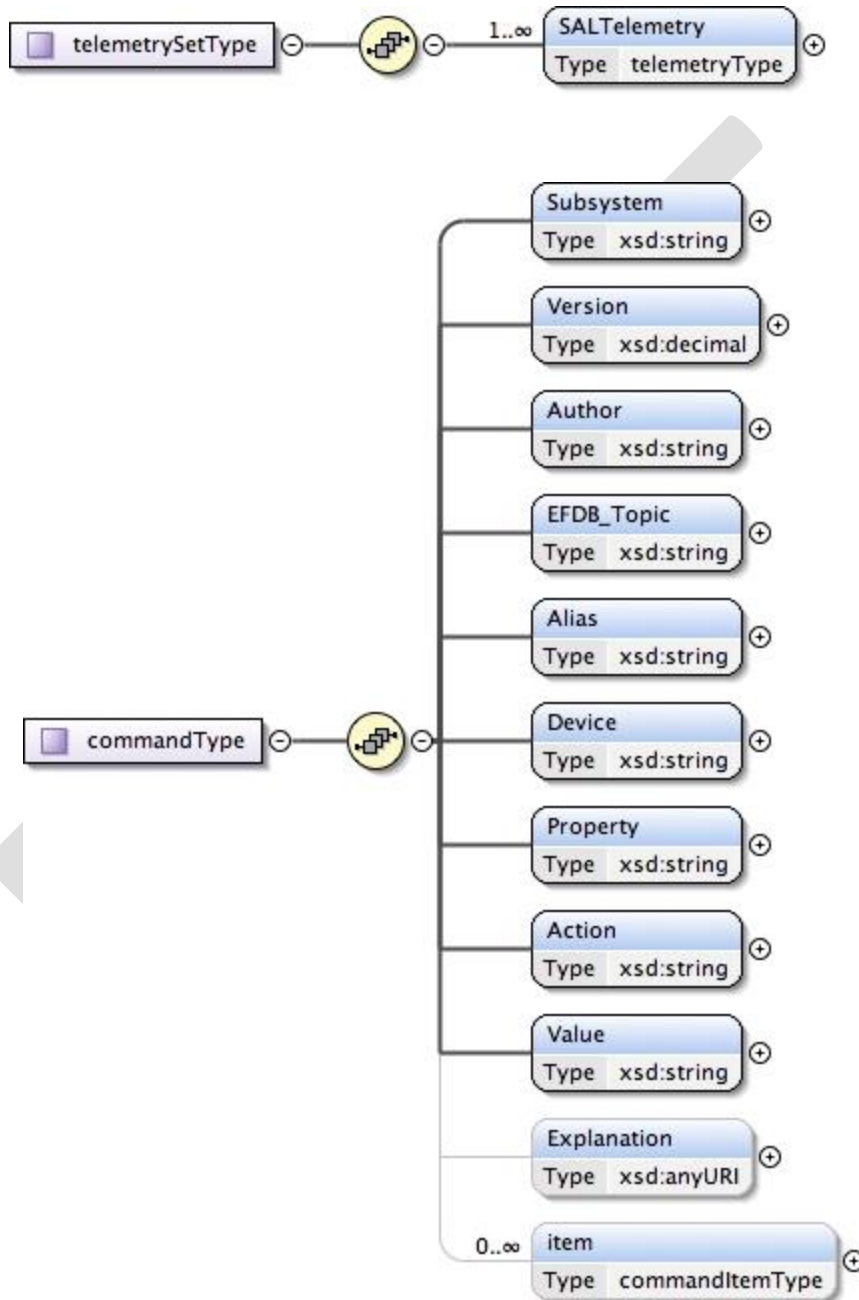 telemetrySetType
1..∞
SALTelemetry
Type telemetryType
Subsystem
Type xsd:string
Version
Type xsd:decimal
Author
Type xsd:string
EFDB_Topic
Type xsd:string
Alias
Type xsd:string
commandType
Device
Type xsd:string
Property
Type xsd:string
Action
Type xsd:string
Value
Type xsd:string
Explanation
Type xsd:anyURI
0..∞
item
Type commandItemType